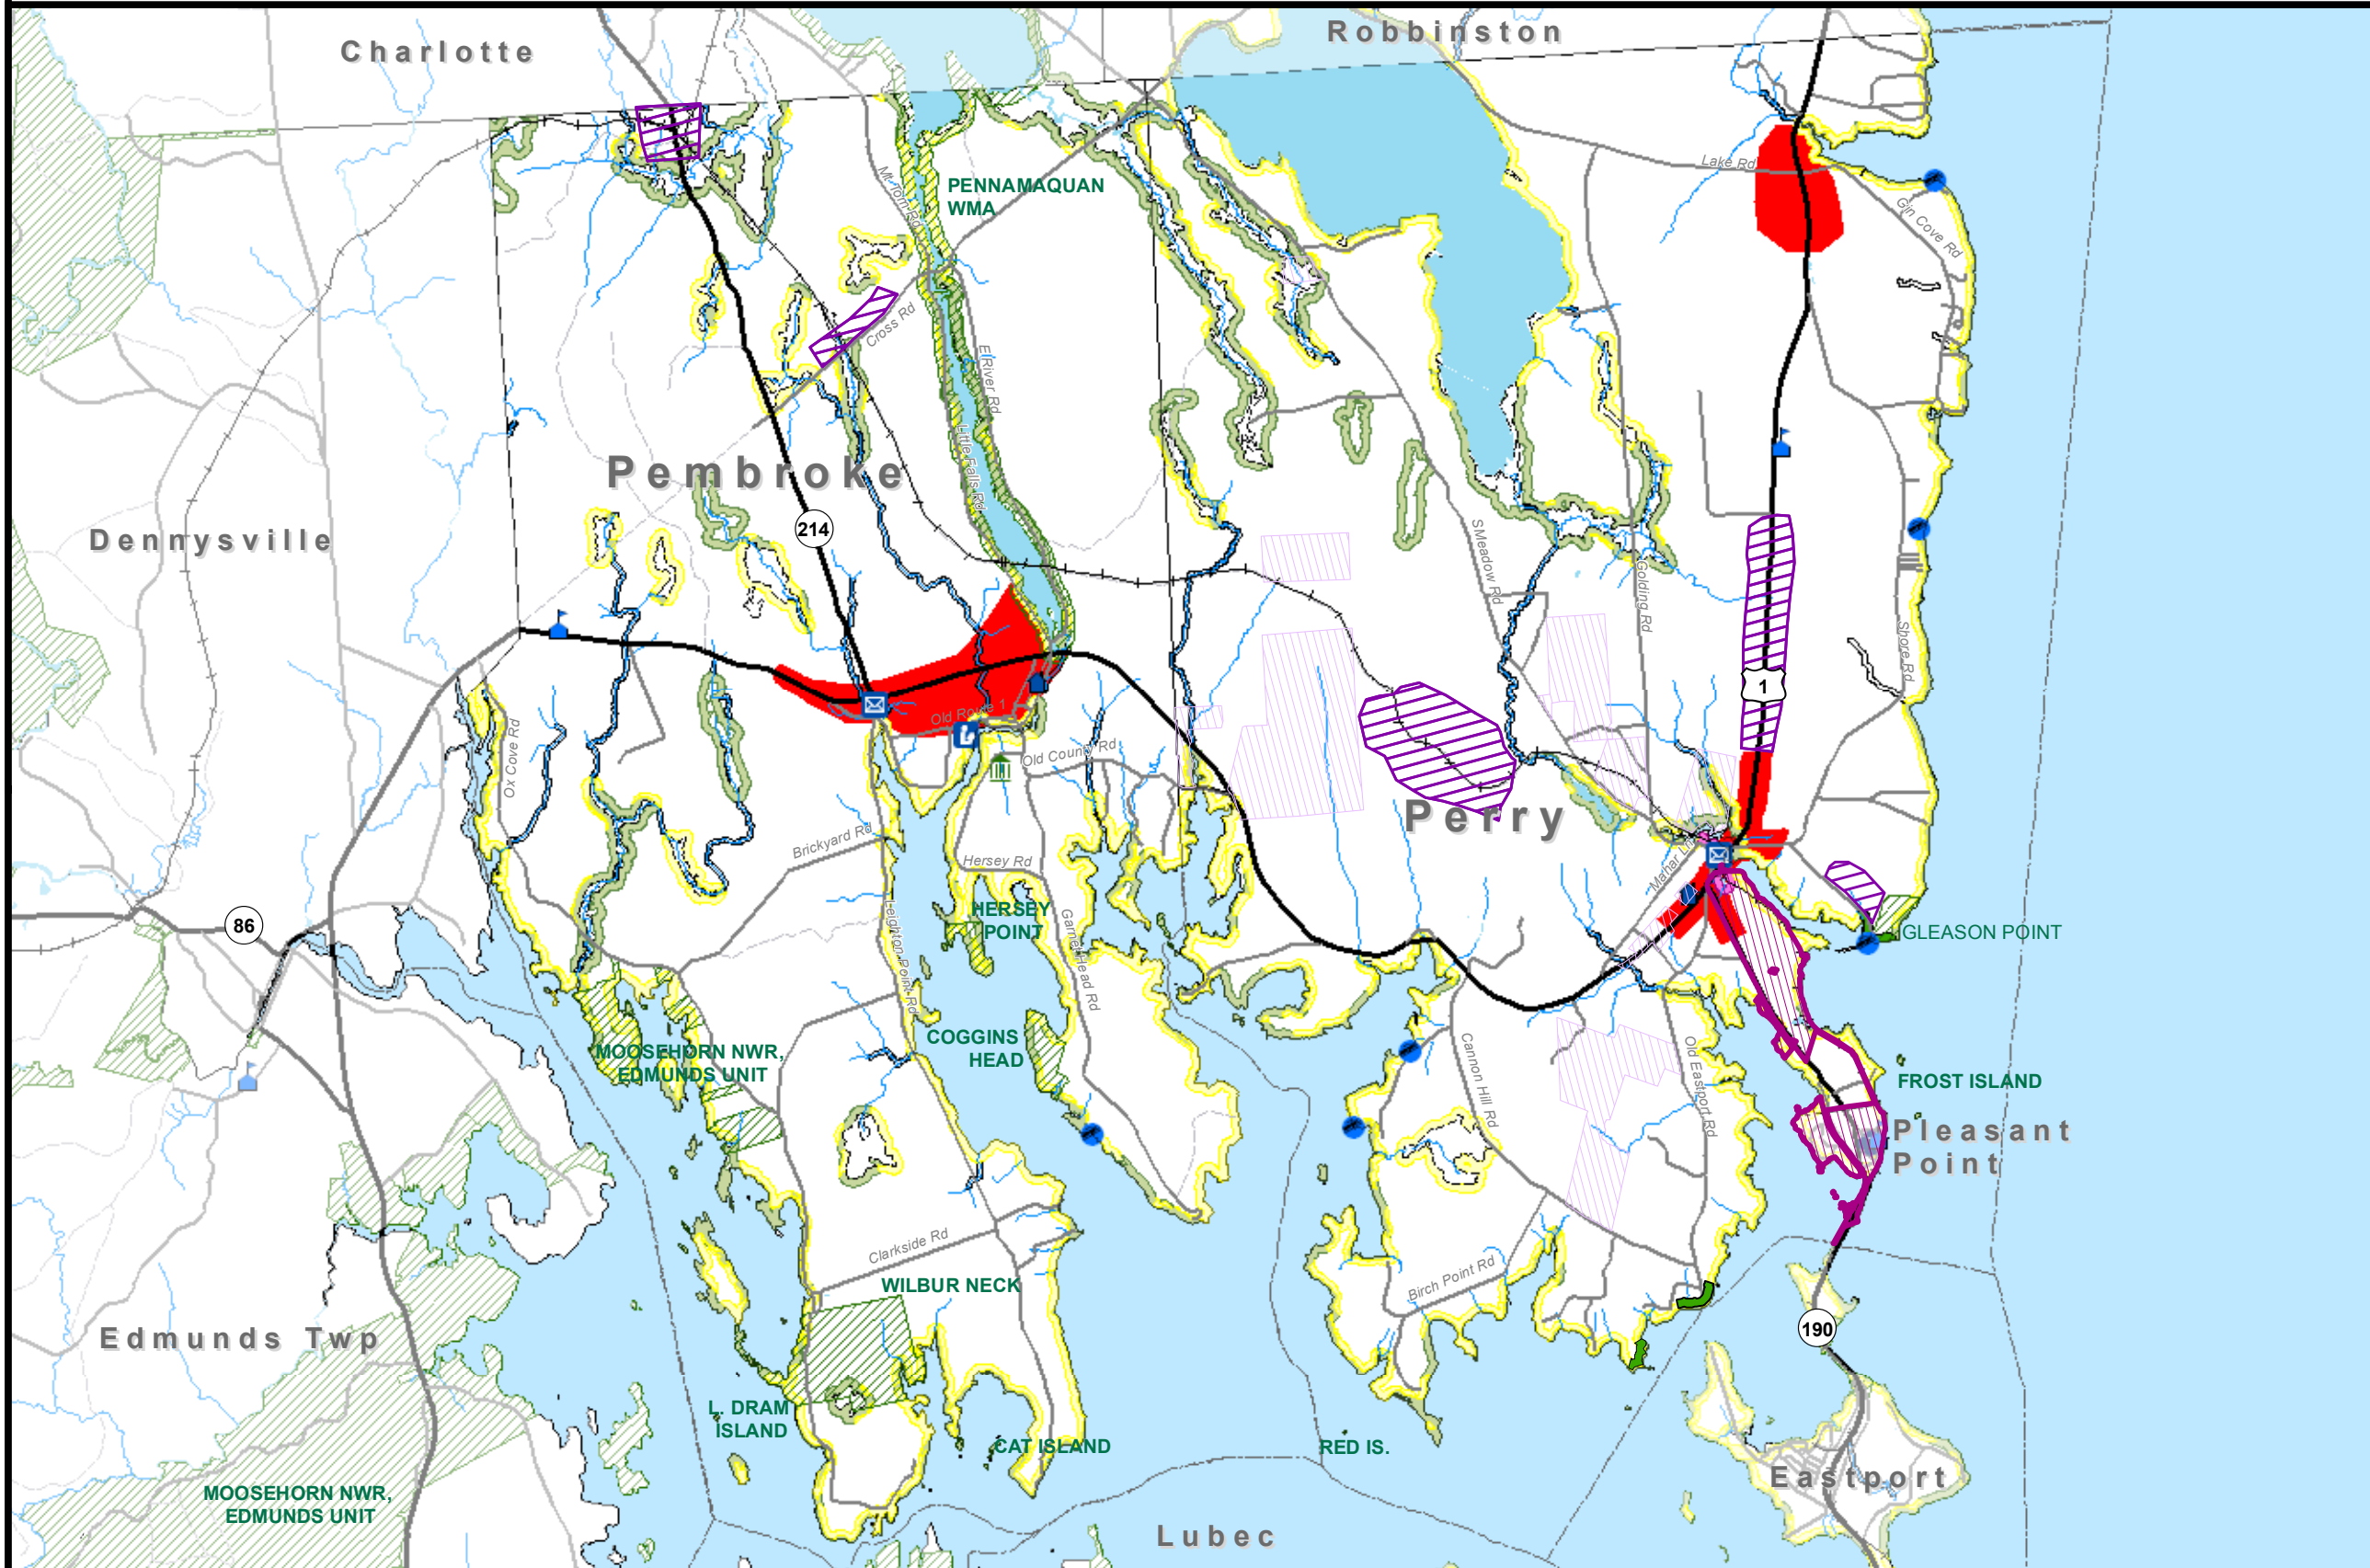 Robbinston
Charlotte
Lake Rd
PENNAMAQUAN
WMA
Mt Tom Rd
Gin Cove Rd
Cross Rd
E River Rd
Little Falls Rd
Pembroke
214
Dennysville
SMeadow Rd
Golding Rd
Shore Rd
1
Old Route 1
Old County Rd
Ox Cove Rd
Perry
Brickyard Rd
Hersey Rd
Mahar Ln
86
HERSEY
POINT
Leighton Point Rd
Garnet Head Rd
GLEASON POINT
COGGINS
HEAD
MOOSEHORN NWR,
EDMUNDS UNIT
Cannon Hill Rd
Old Eastport Rd
FROST ISLAND
Pleasant
Point
Clarkside Rd
WILBUR NECK
Birch Point Rd
190
Edmunds Twp
L. DRAM
ISLAND
CAT ISLAND
RED IS.
Eastport
MOOSEHORN NWR,
EDMUNDS UNIT
Lubec